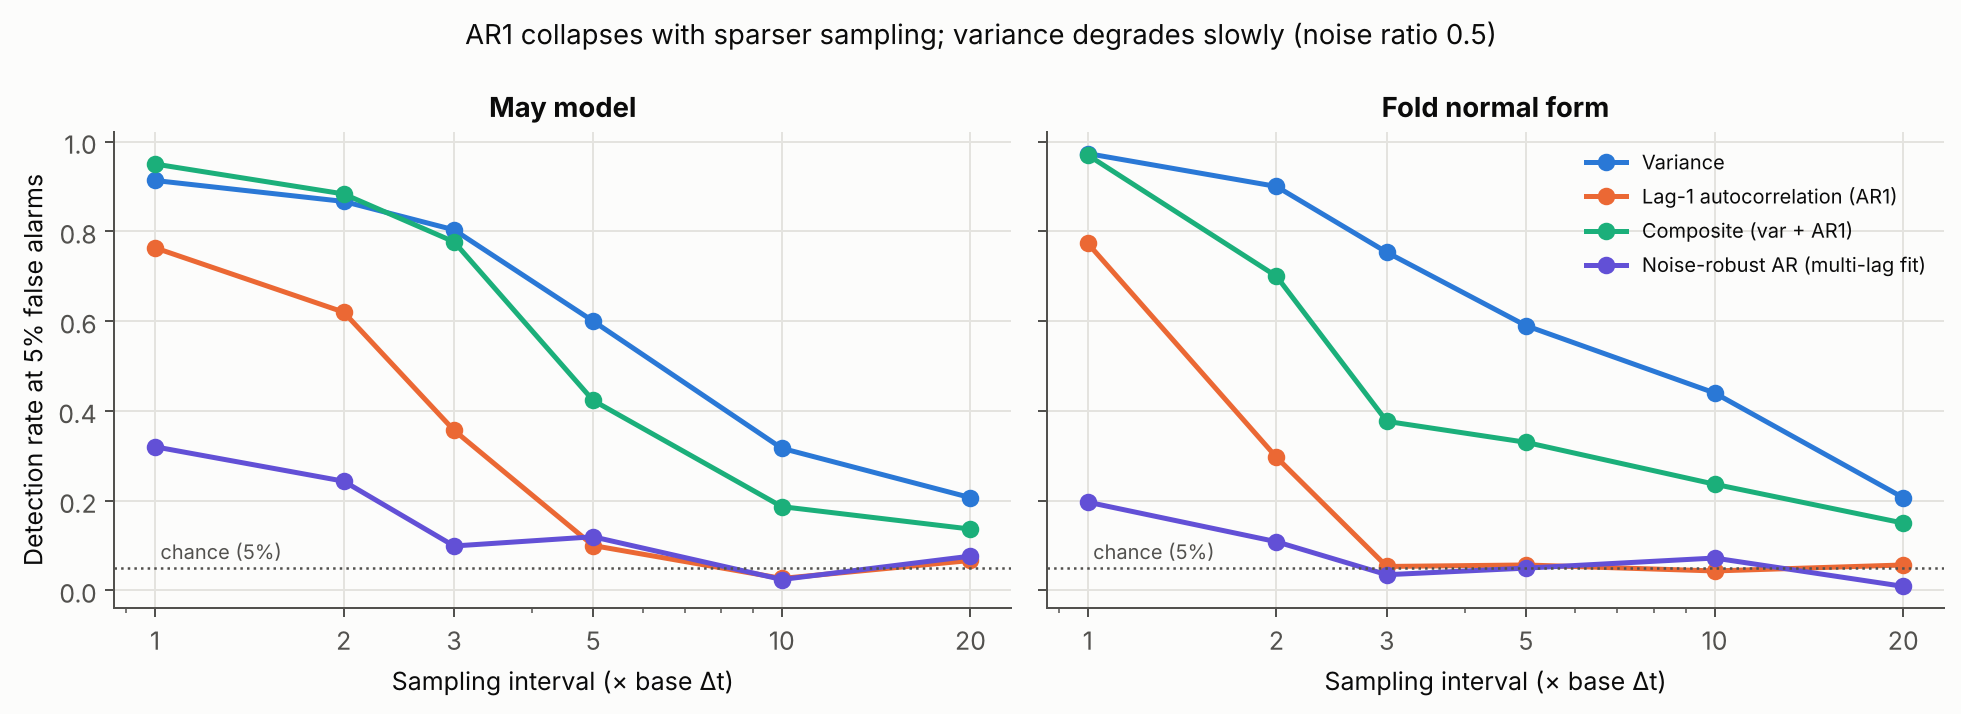 AR1 collapses with sparser sampling; variance degrades slowly (noise ratio 0.5)
May model
Detection rate at 5% false alarms
1.0
0.8
0.6
0.4
0.2
0.0
chance (5%)
1 2 3 5 10 20
Sampling interval (× base Δt)
Fold normal form
Variance
Lag-1 autocorrelation (AR1)
Composite (var + AR1)
Noise-robust AR (multi-lag fit)
chance (5%)
1 2 3 5 10 20
Sampling interval (× base Δt)